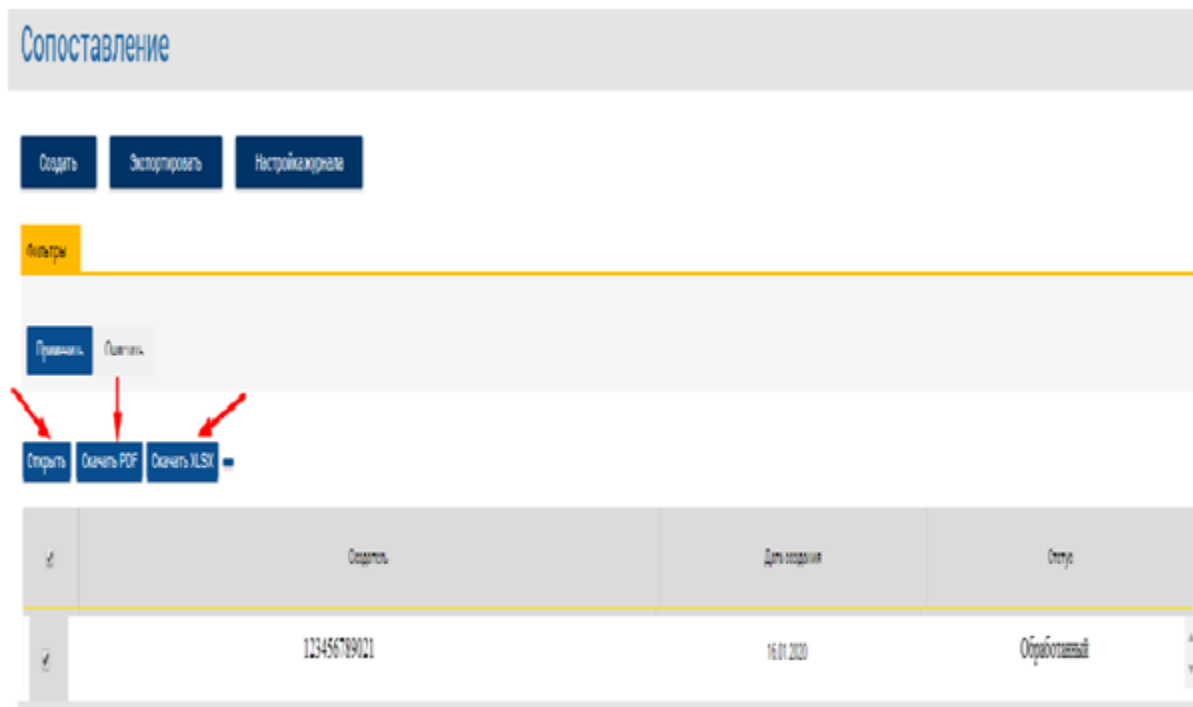 Сопоставление
Создать Экспортировать Настройка журнала
Фильтры
Применить Очистить
Открыть Скачать PDF Скачать XLSX
Создатель Дата создания Статус
123456789021 16.01.2020 Обработанный